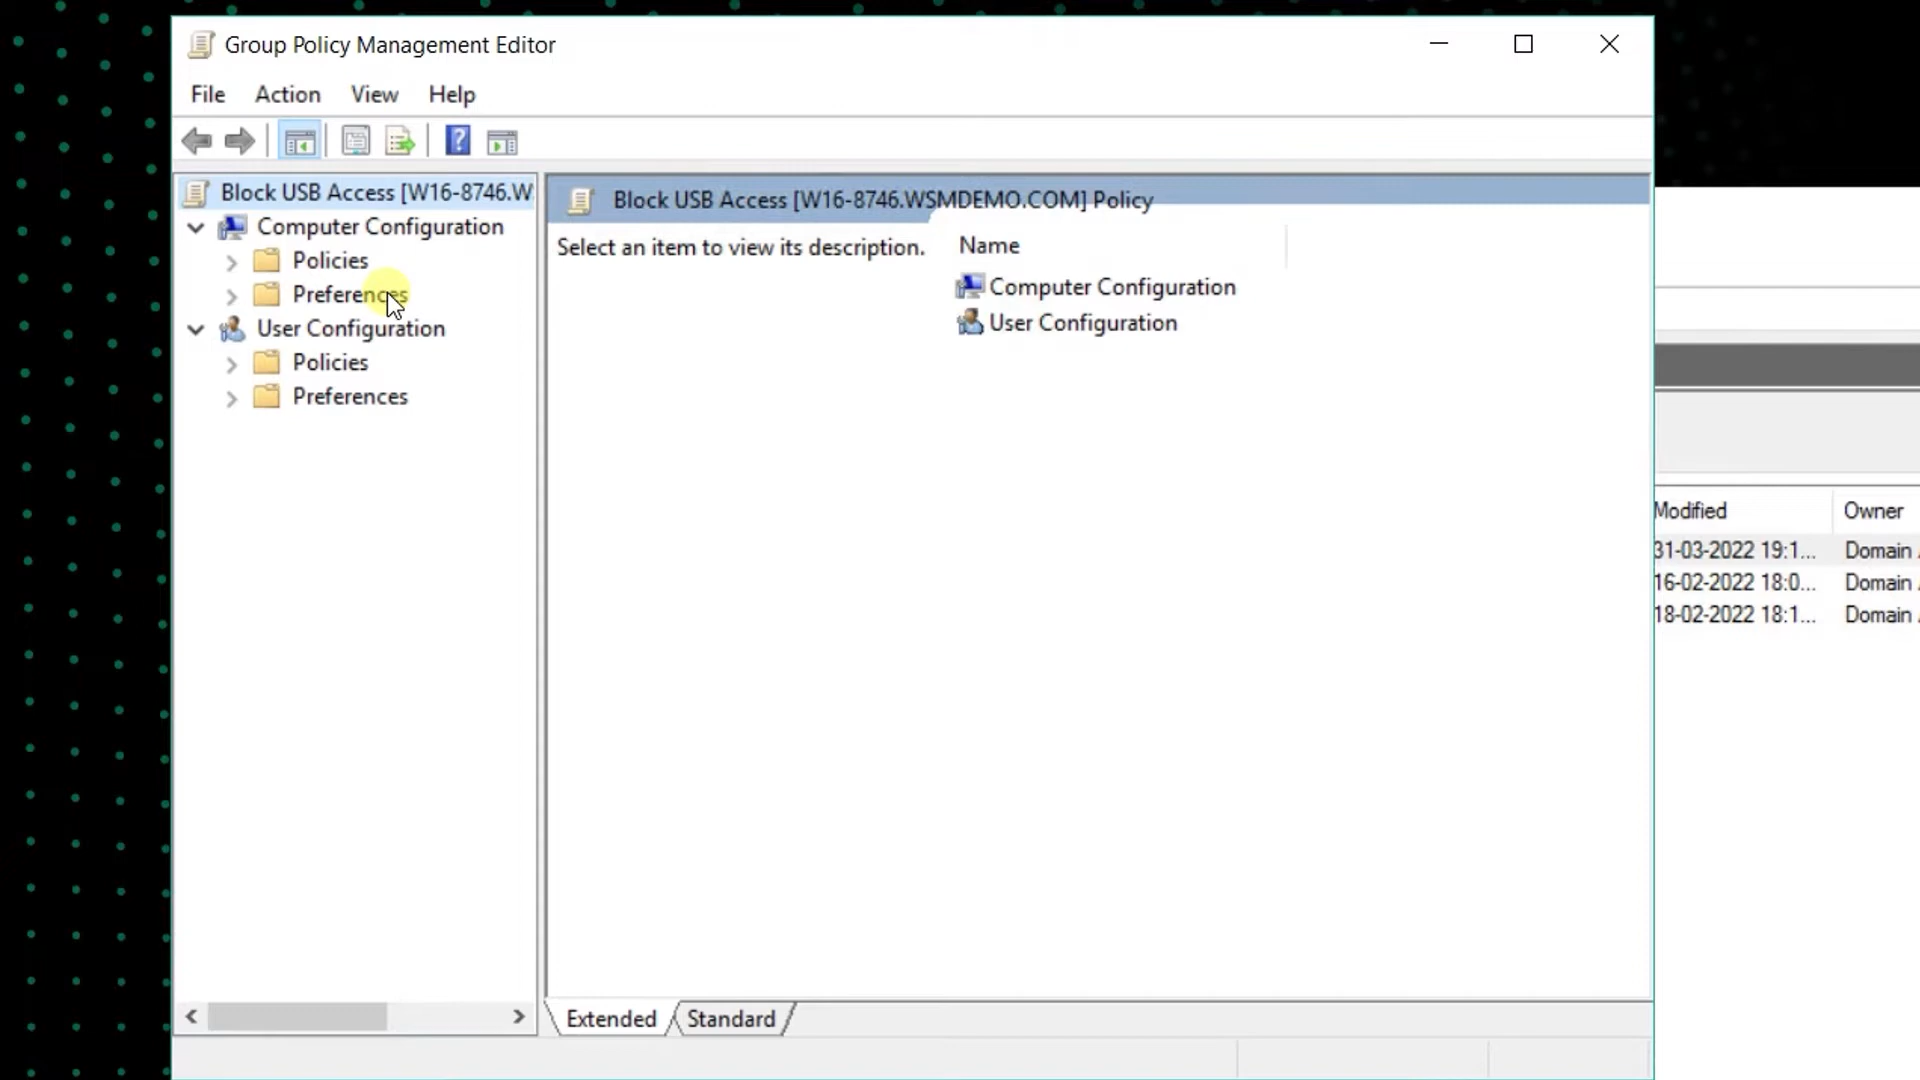 Group Policy Management Editor
File Action View Help
Block USB Access [W16-8746.W
Computer Configuration
Policies
Preferences
User Configuration
Policies
Preferences
Block USB Access [W16-8746.WSMDEMO.COM] Policy
Select an item to view its description.
Name
Computer Configuration
User Configuration
Extended Standard
Modified Owner
31-03-2022 19:1... Domain
16-02-2022 18:0... Domain
18-02-2022 18:1... Domain